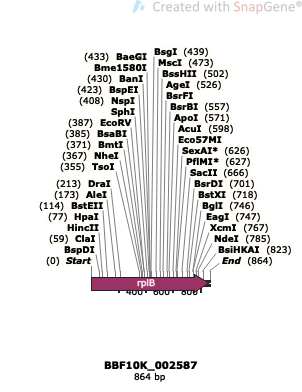 Created with SnapGene®
(433) BaeGI BsgI (439)
Bme1580I MscI (473)
(430) BanI BssHII (502)
(423) BspEI AgeI (526)
(408) NspI BsrFI
SphI BsrBI (557)
(387) EcoRV ApoI (571)
(385) BsaBI AcuI (598)
(371) BmtI Eco57MI
(367) NheI SexAI* (626)
(355) TsoI PflMI* (627)
SacII (666)
(213) DraI BsrDI (701)
(173) AleI BstXI (718)
(114) BstEII BglI (746)
(77) HpaI EagI (747)
HincII XcmI (767)
(59) ClaI NdeI (785)
BspDI BsiHKAI (823)
(0) Start End (864)
rplB
400 600 800
BBF10K_002587
864 bp